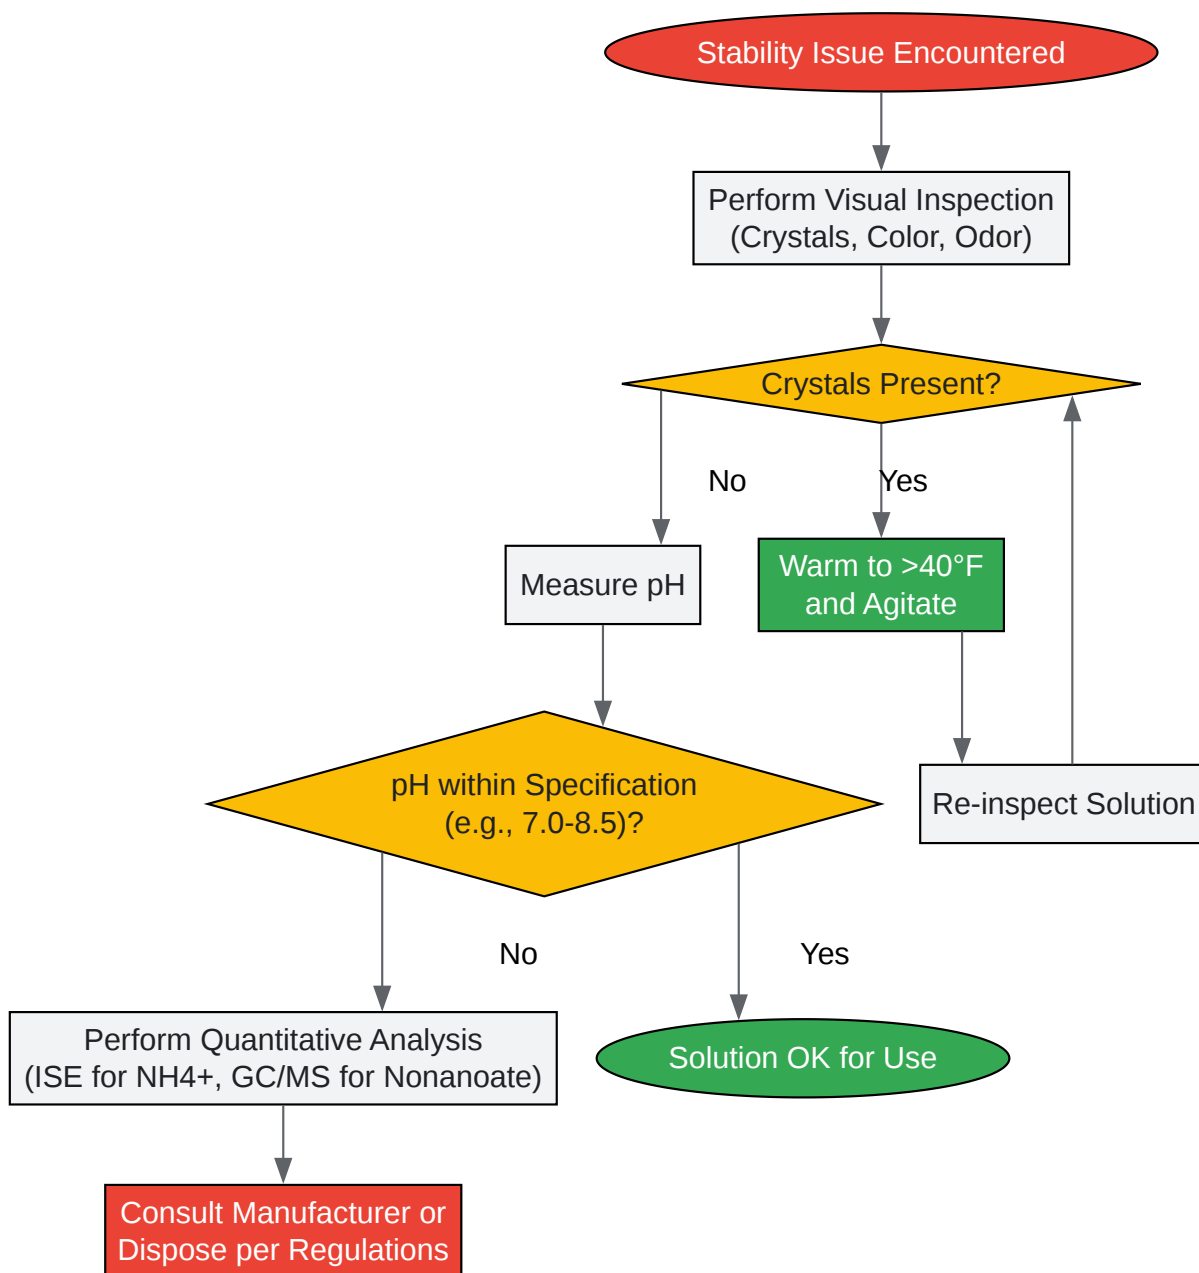 Stability Issue Encountered
Perform Visual Inspection
(Crystals, Color, Odor)
Crystals Present?
No
Yes
Measure pH
Warm to >40°F
and Agitate
pH within Specification
(e.g., 7.0-8.5)?
Re-inspect Solution
No
Yes
Perform Quantitative Analysis
(ISE for NH4+, GC/MS for Nonanoate)
Solution OK for Use
Consult Manufacturer or
Dispose per Regulations